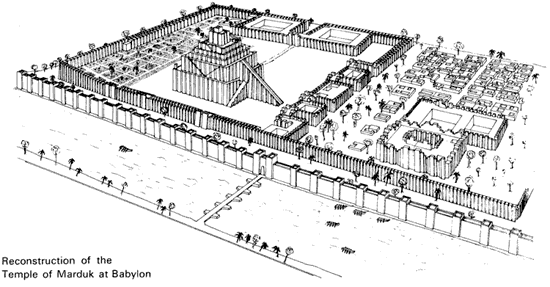 Reconstruction of the
Temple of Marduk at Babylon